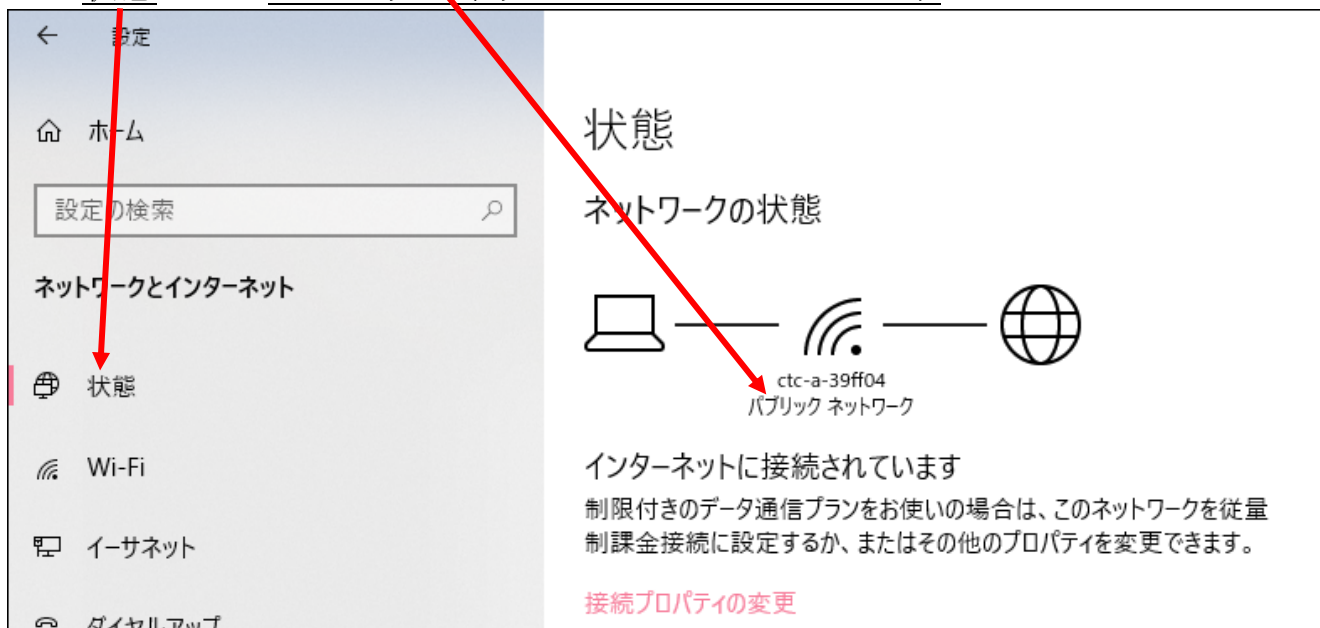 設定
ホーム
設定の検索
ネットワークとインターネット
状態
Wi-Fi
イーサネット
ダイヤルアップ
状態
ネットワークの状態
ctc-a-39ff04
パブリック ネットワーク
インターネットに接続されています
制限付きのデータ通信プランをお使いの場合は、このネットワークを従量
制課金接続に設定するか、またはその他のプロパティを変更できます。
接続プロパティの変更